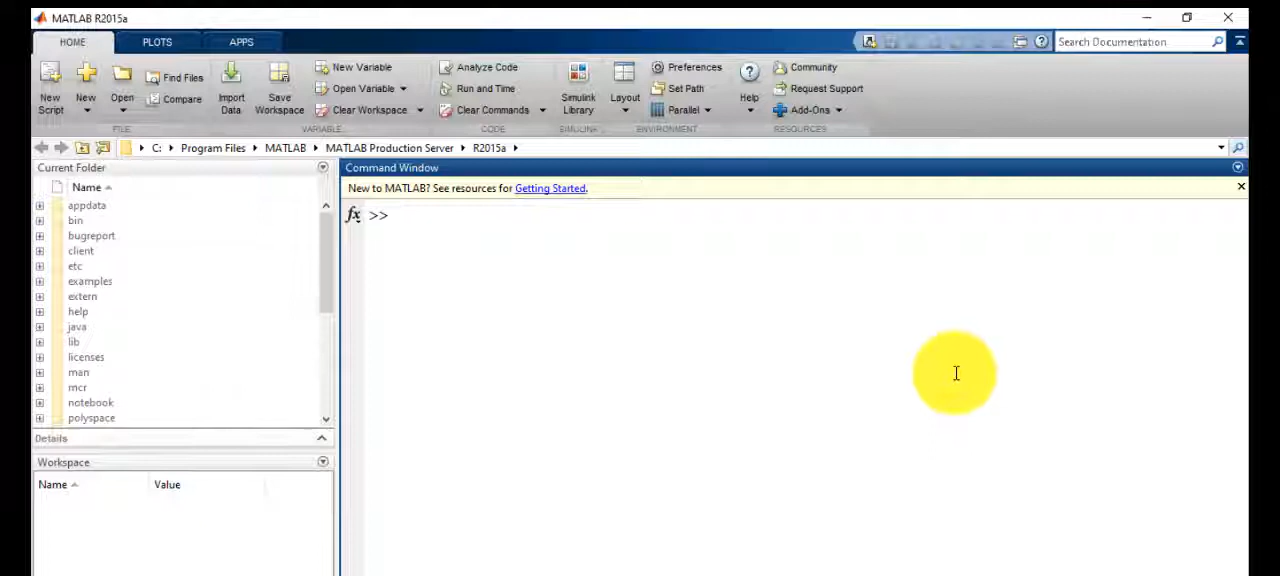 MATLAB R2015a
HOME PLOTS APPS
Search Documentation
New Script
New
Open
Find Files
Compare
Import Data
Save Workspace
New Variable
Open Variable
Clear Workspace
Analyze Code
Run and Time
Clear Commands
Simulink Library
Layout
Preferences
Set Path
Parallel
Help
Community
Request Support
Add-Ons
FILE VARIABLE CODE SIMULINK ENVIRONMENT RESOURCES
C: Program Files MATLAB MATLAB Production Server R2015a
Current Folder
Name
appdata
bin
bugreport
client
etc
examples
extern
help
java
lib
licenses
man
mcr
notebook
polyspace
Details
Workspace
Name Value
Command Window
New to MATLAB? See resources for Getting Started.
fx >>